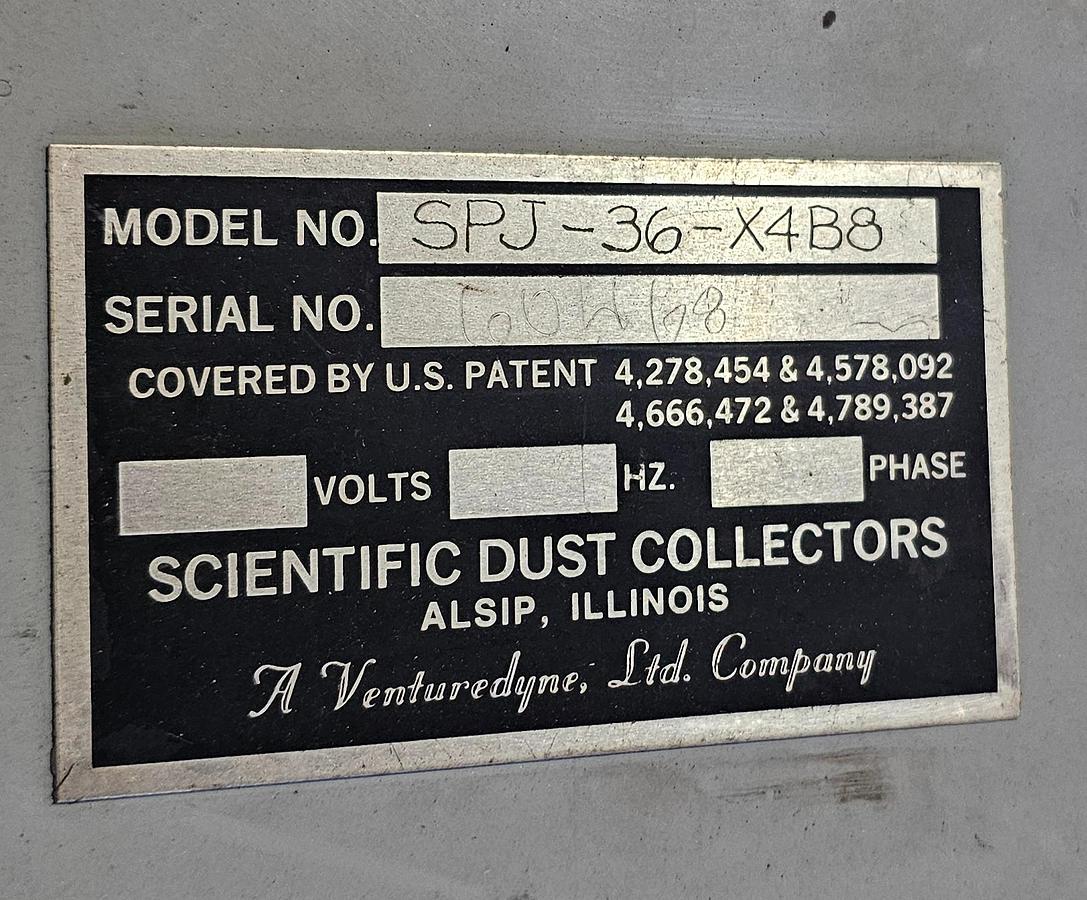 MODEL NO. SPJ-36-X4B8
SERIAL NO.
COVERED BY U.S. PATENT 4,278,454 & 4,578,092
4,666,472 & 4,789,387
VOLTS HZ. PHASE
SCIENTIFIC DUST COLLECTORS
ALSIP, ILLINOIS
A Venturedyne, Ltd. Company